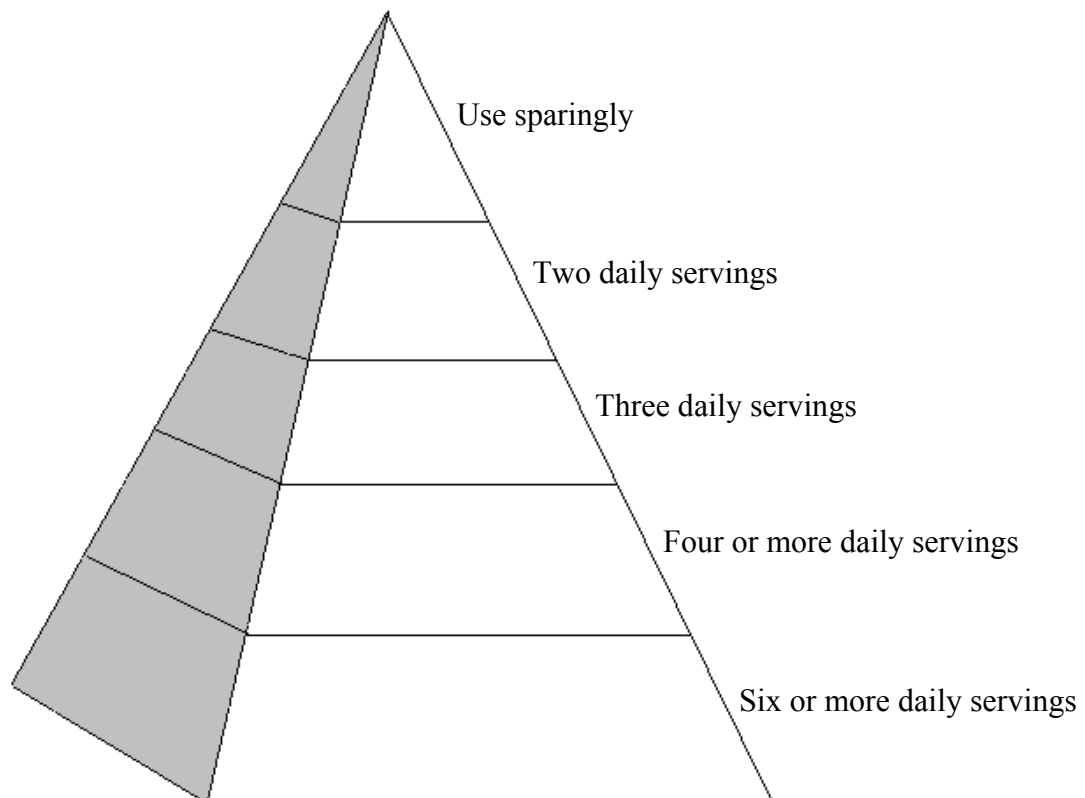 Use sparingly
Two daily servings
Three daily servings
Four or more daily servings
Six or more daily servings